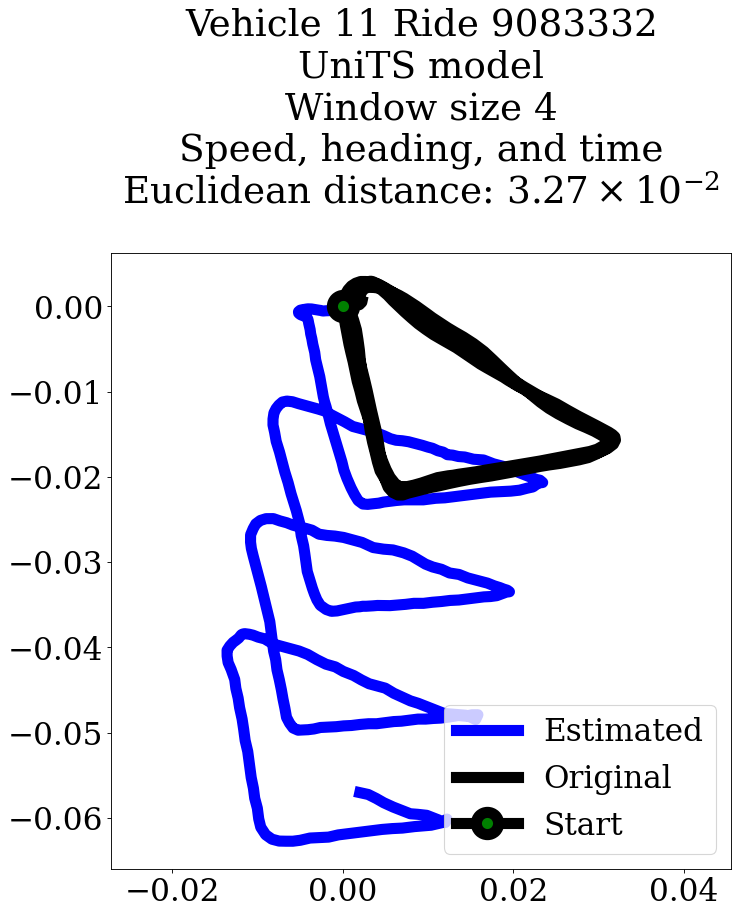 Vehicle 11 Ride 9083332
UniTS model
Window size 4
Speed, heading, and time
Euclidean distance: 3.27 × 10⁻²
0.00
−0.01
−0.02
−0.03
−0.04
−0.05
−0.06
Estimated
Original
Start
−0.02 0.00 0.02 0.04